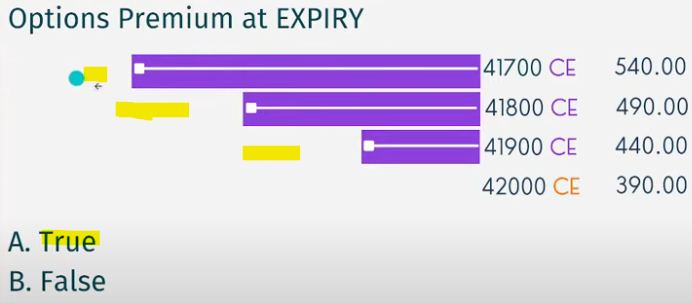 Options Premium at EXPIRY
41700 CE 540.00
41800 CE 490.00
41900 CE 440.00
42000 CE 390.00
A. True
B. False